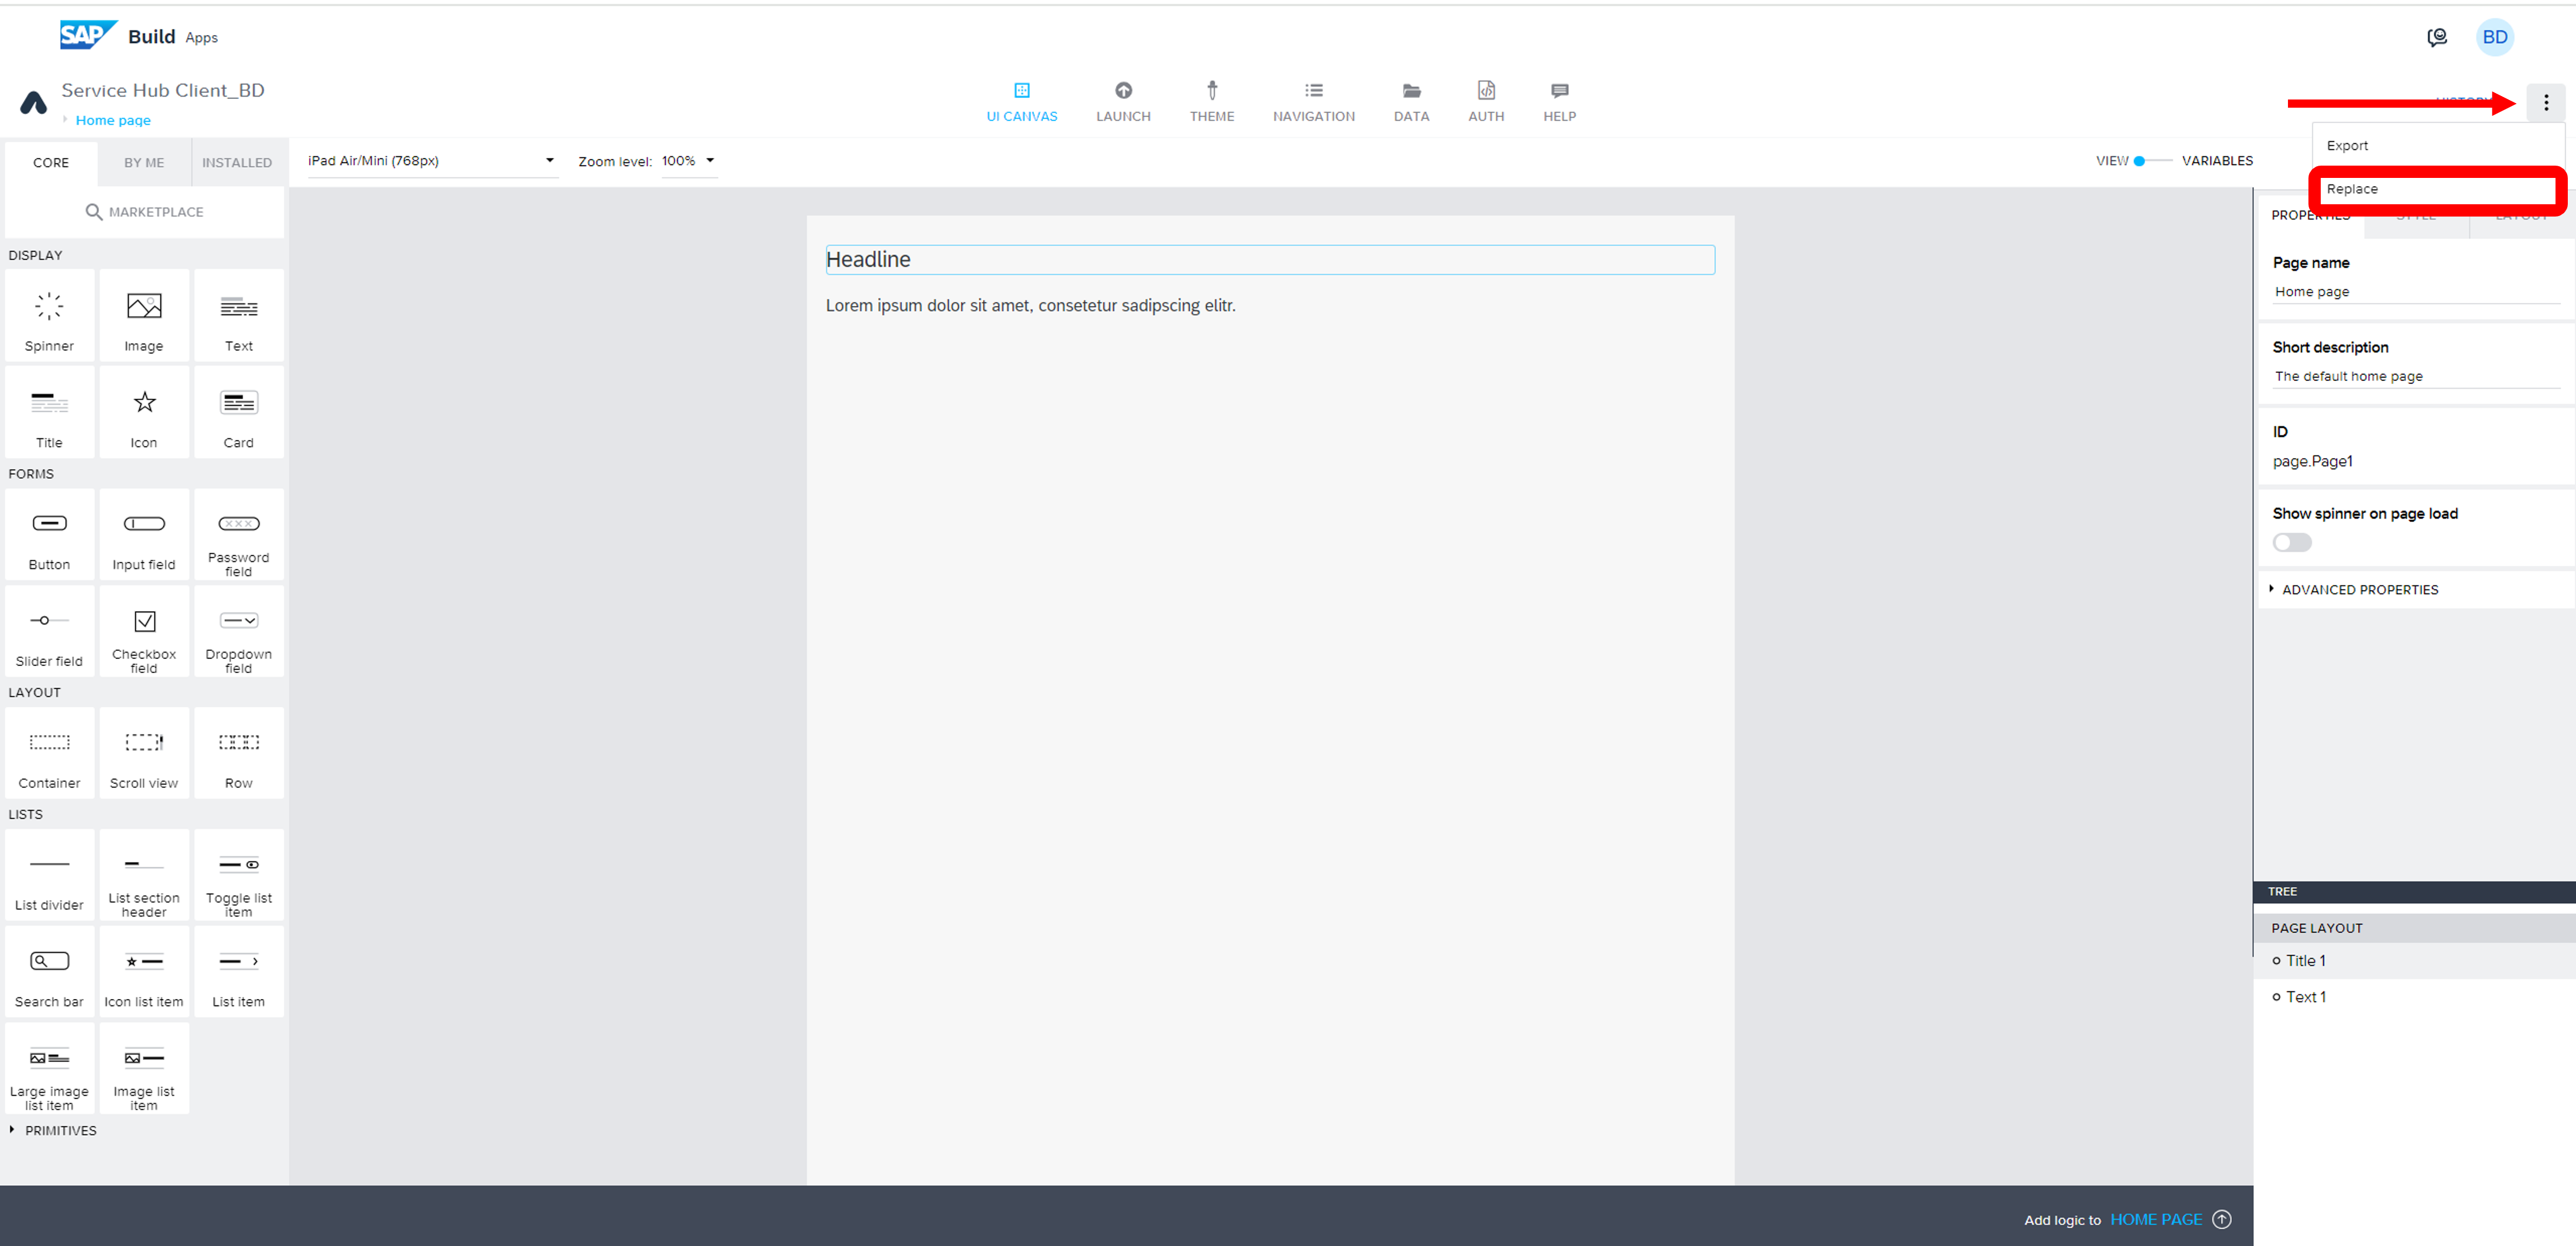 SAP Build Apps
BD
Service Hub Client_BD
Home page
UI CANVAS
LAUNCH
THEME
NAVIGATION
DATA
AUTH
HELP
HISTORY
Export
Replace
CORE
BY ME
INSTALLED
iPad Air/Mini (768px)
Zoom level: 100%
VIEW
VARIABLES
MARKETPLACE
DISPLAY
Spinner
Image
Text
Title
Icon
Card
FORMS
Button
Input field
Password
field
Slider field
Checkbox
field
Dropdown
field
LAYOUT
Container
Scroll view
Row
LISTS
List divider
List section
header
Toggle list
item
Search bar
Icon list item
List item
Large image
list item
Image list
item
PRIMITIVES
Headline
Lorem ipsum dolor sit amet, consetetur sadipscing elitr.
PROPERTIES
STYLE
LAYOUT
Page name
Home page
Short description
The default home page
ID
page.Page1
Show spinner on page load
ADVANCED PROPERTIES
TREE
PAGE LAYOUT
Title 1
Text 1
Add logic to HOME PAGE